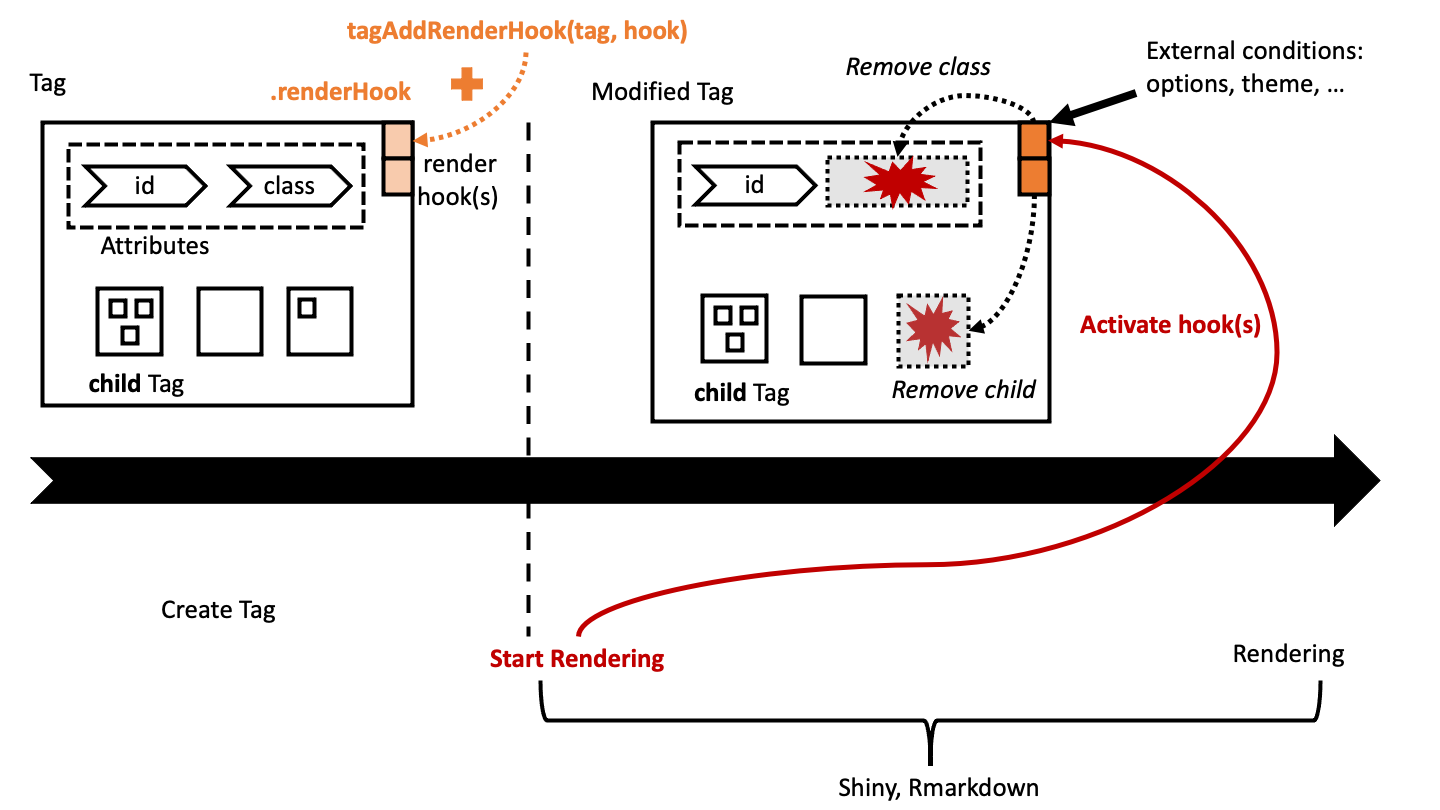 tagAddRenderHook(tag, hook)
Tag
.renderHook
render
hook(s)
id
class
Attributes
child Tag
Modified Tag
Remove class
External conditions:
options, theme, ...
id
Activate hook(s)
child Tag
Remove child
Create Tag
Start Rendering
Rendering
Shiny, Rmarkdown